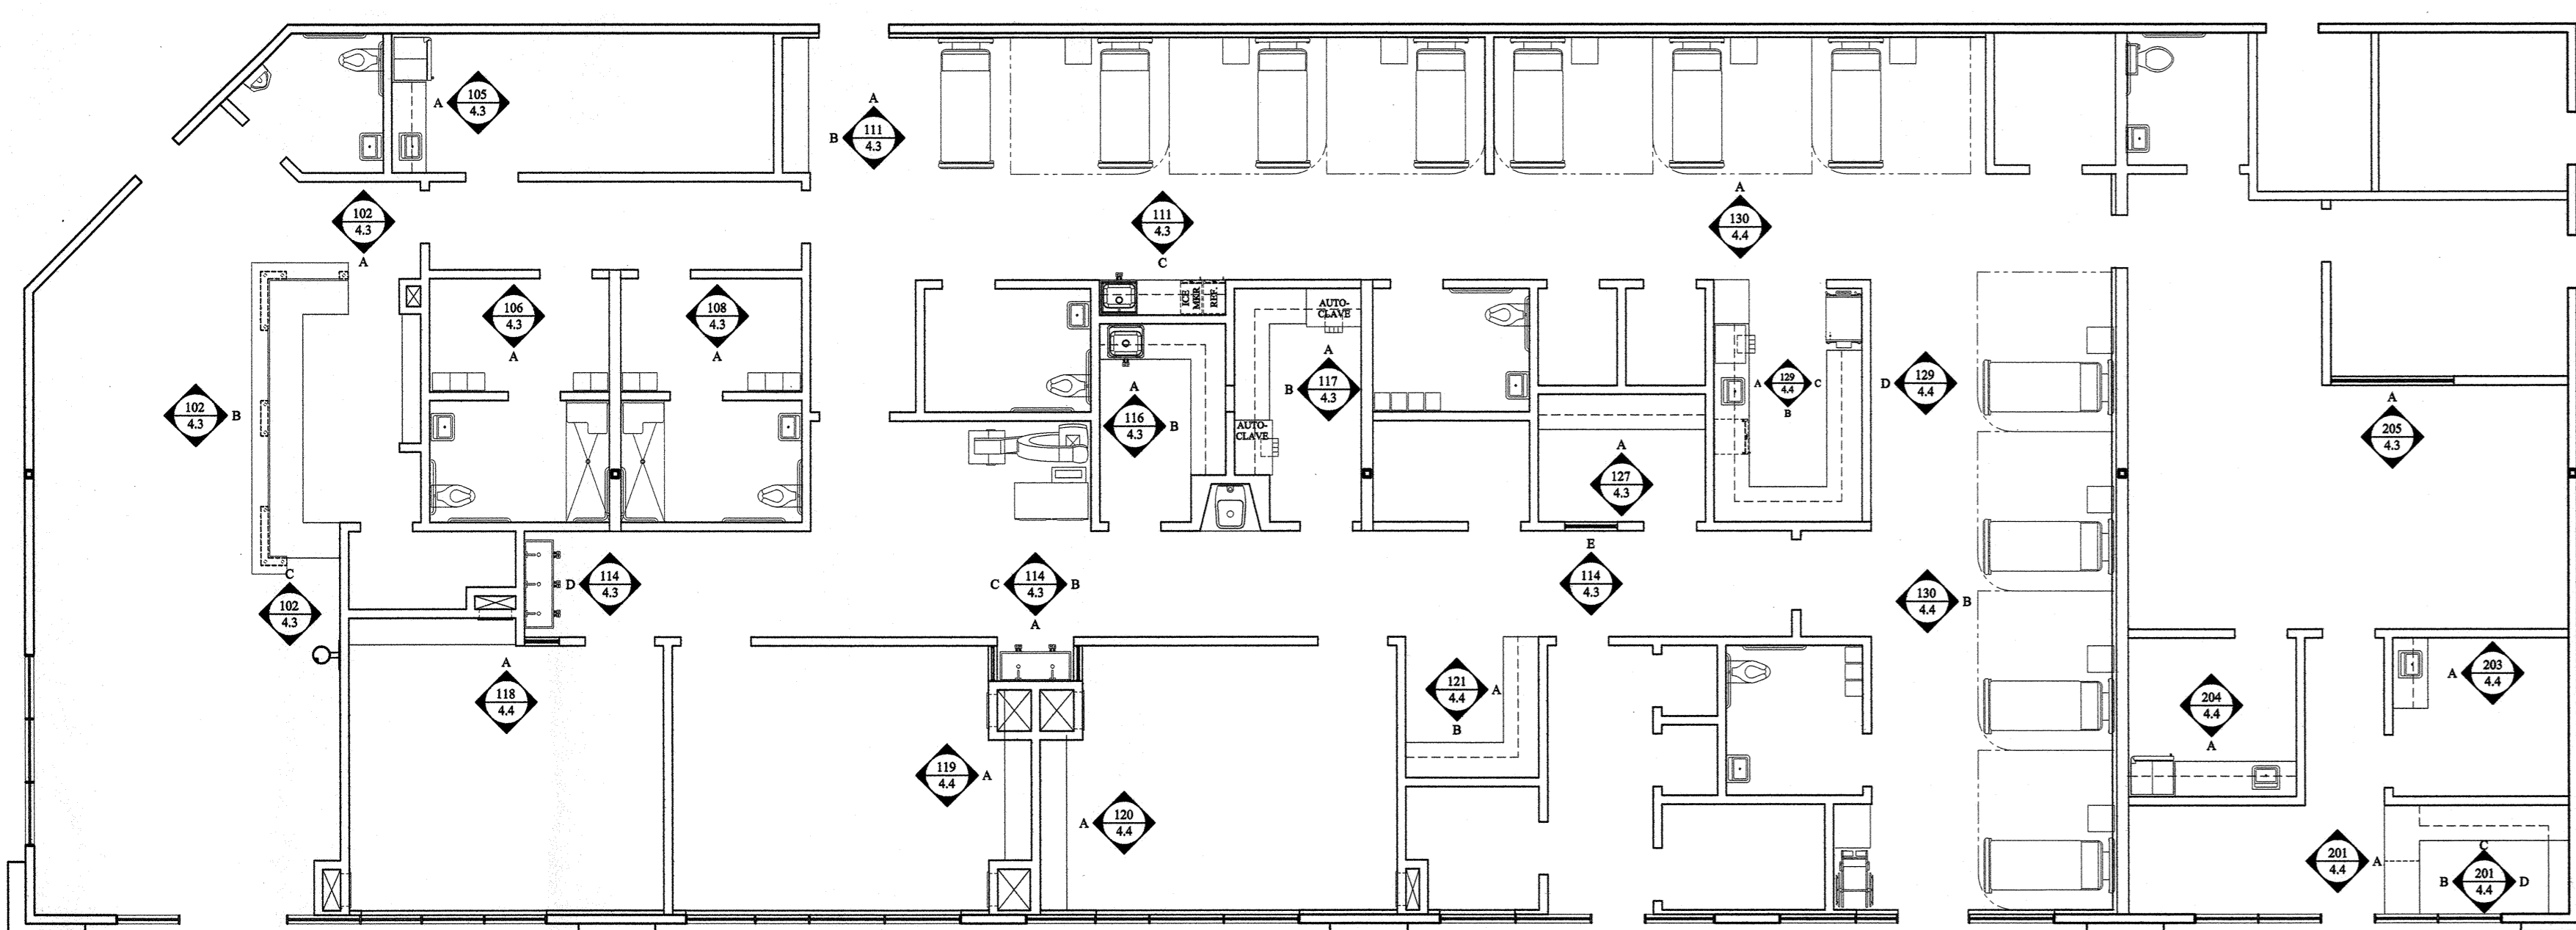 A 105
4.3
A
B 111
4.3
102
4.3
A
111
4.3
C
A
130
4.4
106
4.3
A
108
4.3
A
ICE
MKR.
REF.
AUTO-
CLAVE
102 B
4.3
A
116 B
4.3
A
B 117
4.3
AUTO-
CLAVE
A 129 C
4.4
B
D 129
4.4
A
205
4.3
A
127
4.3
C
102
4.3
D 114
4.3
C 114 B
4.3
A
E
114
4.3
130 B
4.4
A
118
4.4
121 A
4.4
B
204
4.4
A
A 203
4.4
119 A
4.4
A 120
4.4
201 A
4.4
C
B 201 D
4.4